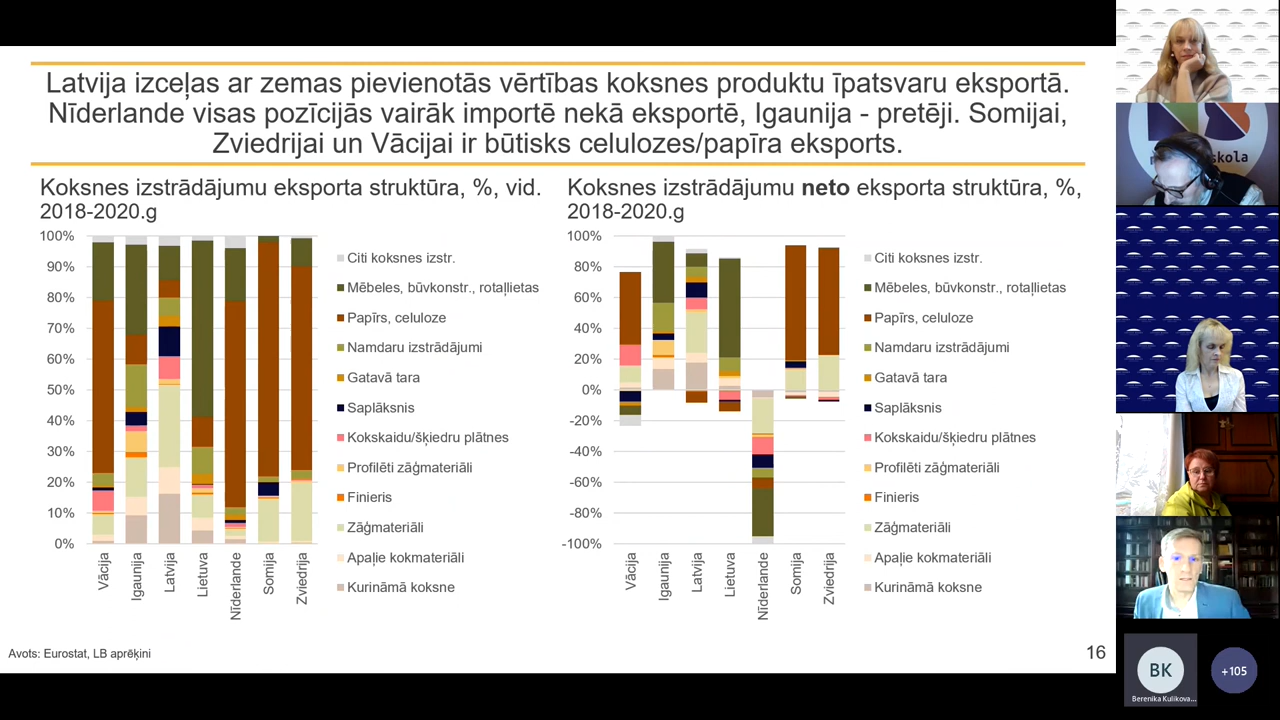 Latvija izceļas ar zemas pievienotās vērtības koksnes produktu īpatsvaru eksportā.
Nīderlande visas pozīcijās vairāk importē nekā eksportē, Igaunija - pretēji. Somijai,
Zviedrijai un Vācijai ir būtisks celulozes/papīra eksports.
Koksnes izstrādājumu eksporta struktūra, %, vid.
2018-2020.g
100%
90%
80%
70%
60%
50%
40%
30%
20%
10%
0%
Vācija
Igaunija
Latvija
Lietuva
Nīderlande
Somija
Zviedrija
Citi koksnes izstr.
Mēbeles, būvkonstr., rotaļlietas
Papīrs, celuloze
Namdaru izstrādājumi
Gatavā tara
Saplāksnis
Kokskaidu/šķiedru plātnes
Profilēti zāģmateriāli
Finieris
Zāģmateriāli
Apaļie kokmateriāli
Kurināmā koksne
Koksnes izstrādājumu neto eksporta struktūra, %,
2018-2020.g
100%
80%
60%
40%
20%
0%
-20%
-40%
-60%
-80%
-100%
Vācija
Igaunija
Latvija
Lietuva
Nīderlande
Somija
Zviedrija
Citi koksnes izstr.
Mēbeles, būvkonstr., rotaļlietas
Papīrs, celuloze
Namdaru izstrādājumi
Gatavā tara
Saplāksnis
Kokskaidu/šķiedru plātnes
Profilēti zāģmateriāli
Finieris
Zāģmateriāli
Apaļie kokmateriāli
Kurināmā koksne
Avots: Eurostat, LB aprēķini
16
BK
Berenika Kulikova...
+105